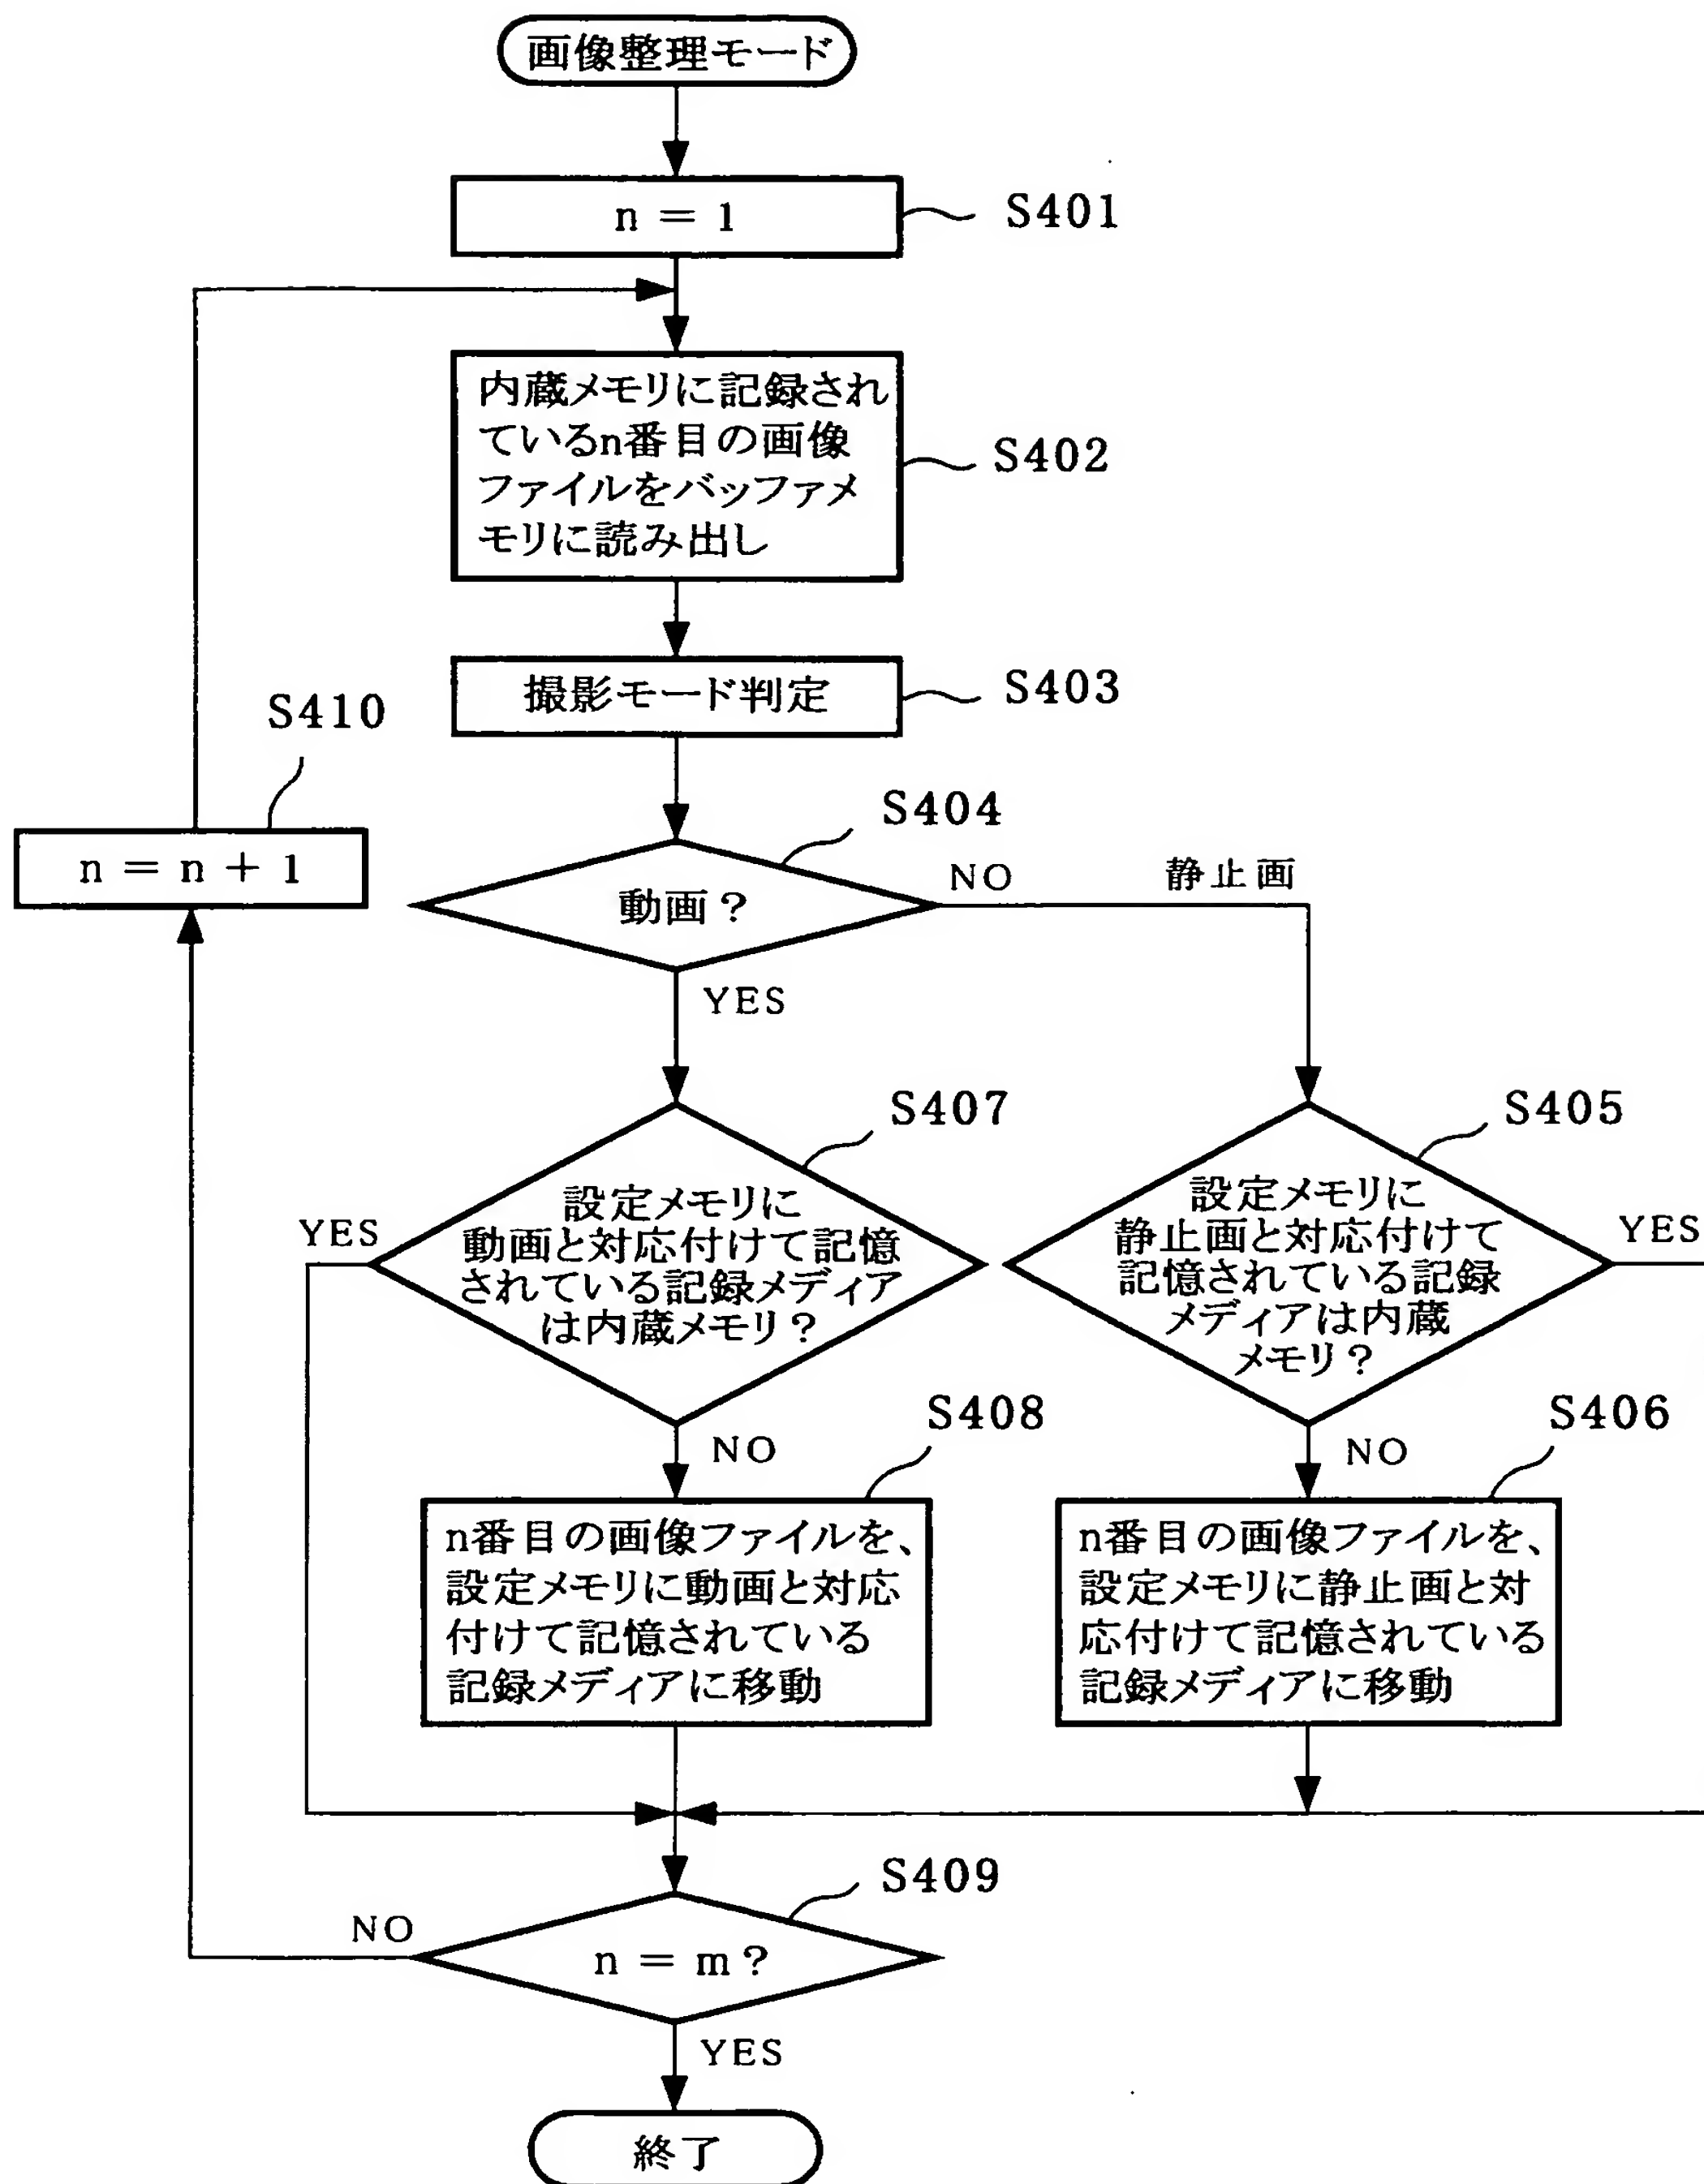 画像整理モード
n = 1
S401
内蔵メモリに記録され
ているn番目の画像
ファイルをバッファメ
モリに読み出し
S402
撮影モード判定
S403
S410
n = n + 1
S404
動画?
NO
静止画
YES
S407
設定メモリに
動画と対応付けて記憶
されている記録メディア
は内蔵メモリ?
YES
NO
S405
設定メモリに
静止画と対応付けて
記憶されている記録
メディアは内蔵
メモリ?
YES
NO
S408
n番目の画像ファイルを、
設定メモリに動画と対応
付けて記憶されている
記録メディアに移動
S406
n番目の画像ファイルを、
設定メモリに静止画と対
応付けて記憶されている
記録メディアに移動
S409
n = m?
NO
YES
終了